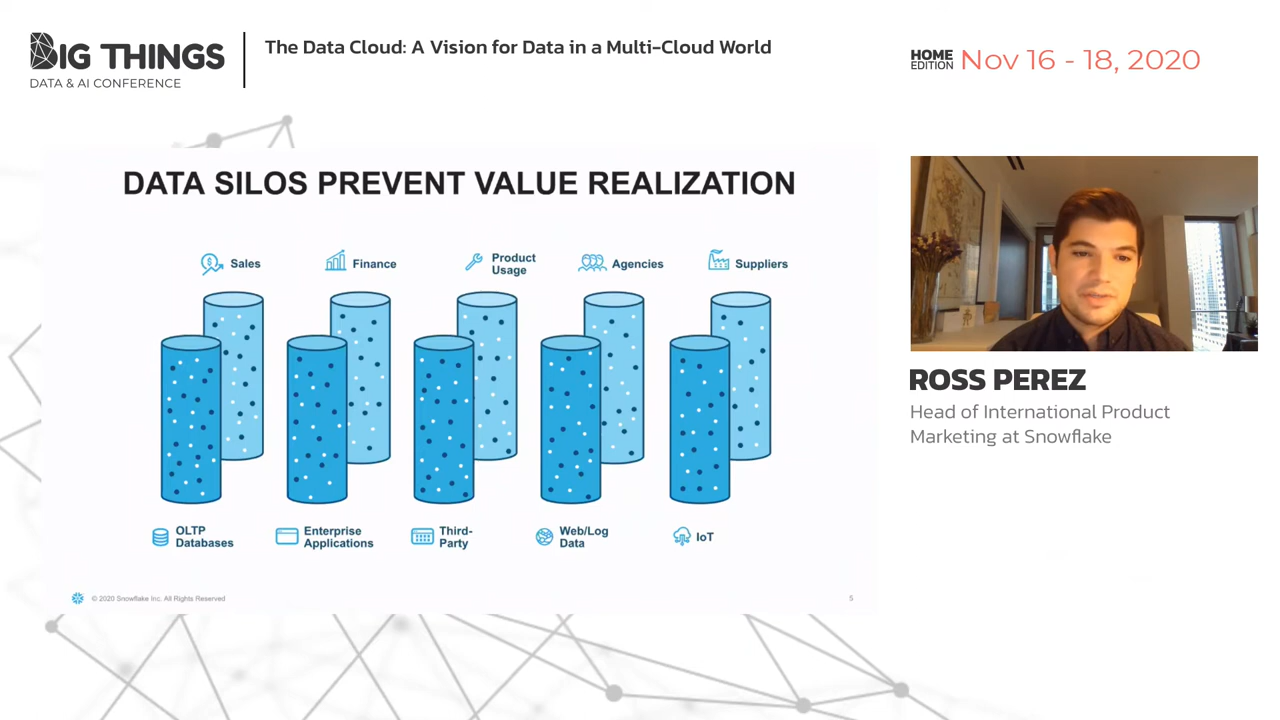 BIG THINGS
DATA & AI CONFERENCE
The Data Cloud: A Vision for Data in a Multi-Cloud World
HOME
EDITION
Nov 16 - 18, 2020
DATA SILOS PREVENT VALUE REALIZATION
Sales
Finance
Product
Usage
Agencies
Suppliers
OLTP
Databases
Enterprise
Applications
Third-
Party
Web/Log
Data
IoT
© 2020 Snowflake Inc. All Rights Reserved
5
ROSS PEREZ
Head of International Product
Marketing at Snowflake